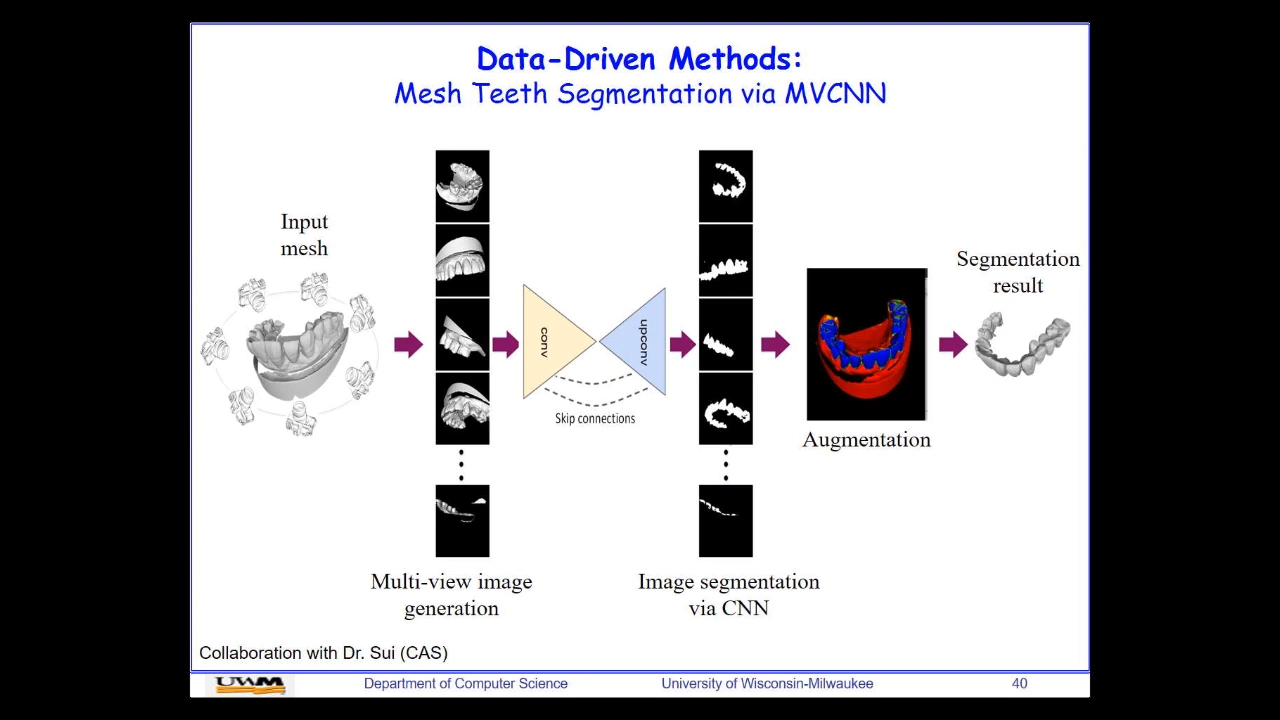 Data-Driven Methods:
Mesh Teeth Segmentation via MVCNN
Input
mesh
conv
upconv
Skip connections
Segmentation
result
Augmentation
Multi-view image
generation
Image segmentation
via CNN
Collaboration with Dr. Sui (CAS)
UWM
Department of Computer Science
University of Wisconsin-Milwaukee
40